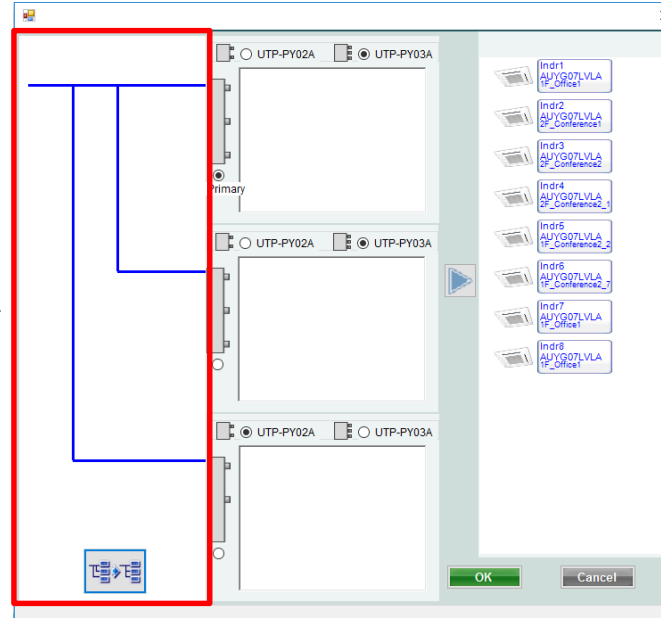 UTP-PY02A
UTP-PY03A
Primary
UTP-PY02A
UTP-PY03A
UTP-PY02A
UTP-PY03A
Indr1
AUYG07LVLA
1F_Office1
Indr2
AUYG07LVLA
2F_Conference1
Indr3
AUYG07LVLA
2F_Conference2
Indr4
AUYG07LVLA
2F_Conference2_1
Indr5
AUYG07LVLA
1F_Conference2_2
Indr6
AUYG07LVLA
1F_Conference2_7
Indr7
AUYG07LVLA
1F_Office1
Indr8
AUYG07LVLA
1F_Office1
OK
Cancel